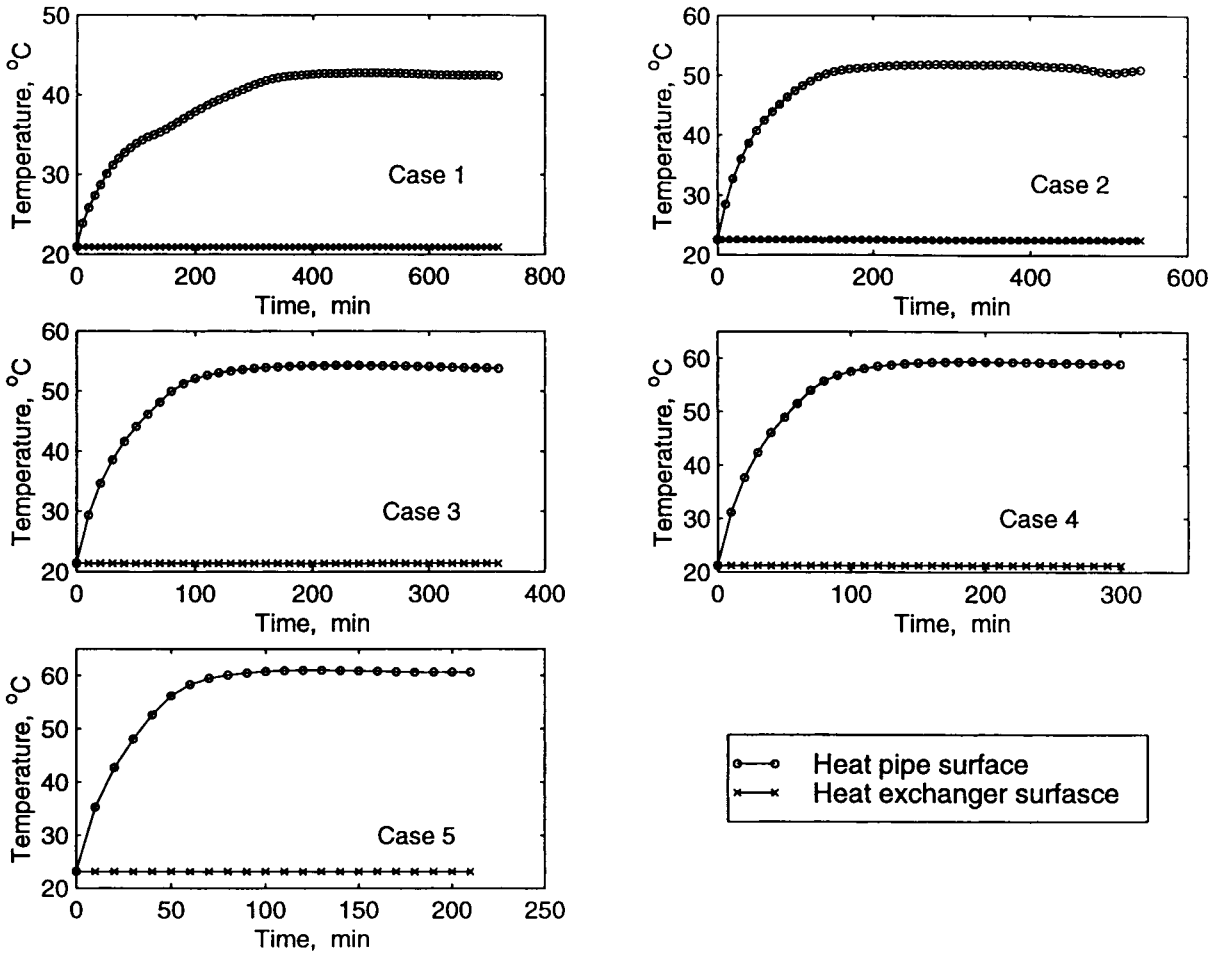 50
40
30
20
Temperature, °C
Case 1
0 200 400 600 800
Time, min
60
50
40
30
20
Temperature, °C
Case 2
0 200 400 600
Time, min
60
50
40
30
20
Temperature, °C
Case 3
0 100 200 300 400
Time, min
60
50
40
30
20
Temperature, °C
Case 4
0 100 200 300
Time, min
60
50
40
30
20
Temperature, °C
Case 5
0 50 100 150 200 250
Time, min
Heat pipe surface
Heat exchanger surfasce